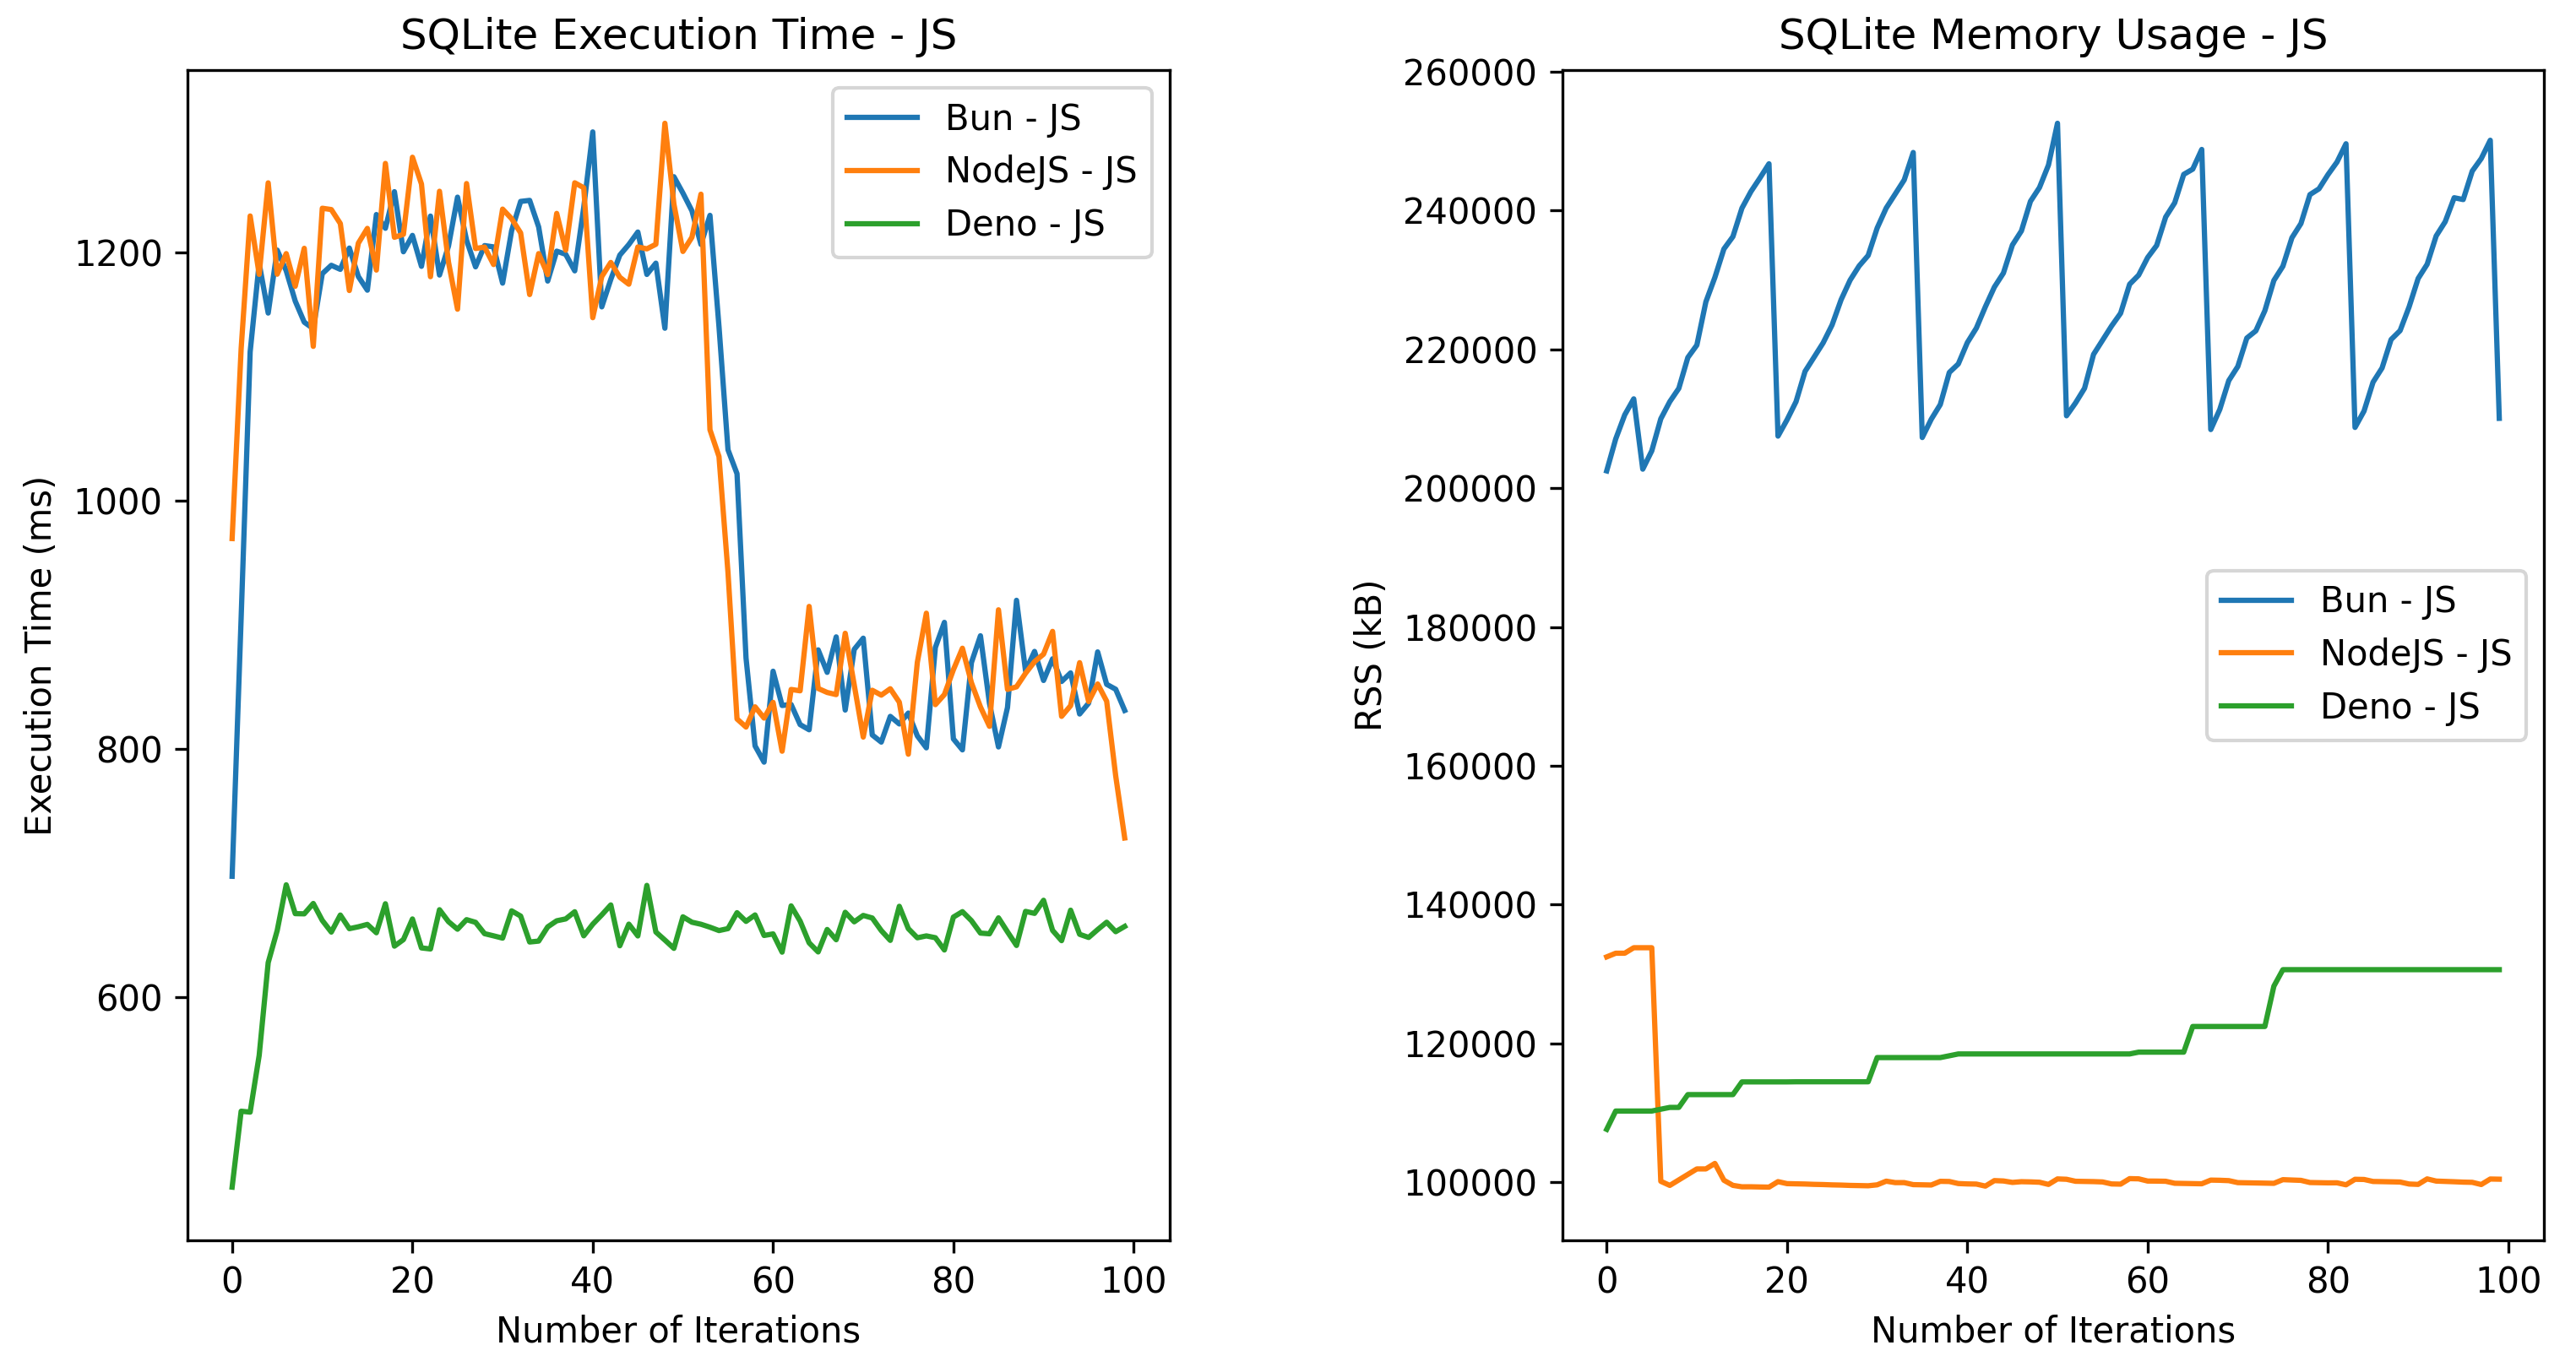 SQLite Execution Time - JS
Bun - JS
NodeJS - JS
Deno - JS
Execution Time (ms)
1200
1000
800
600
0 20 40 60 80 100
Number of Iterations
SQLite Memory Usage - JS
Bun - JS
NodeJS - JS
Deno - JS
RSS (kB)
260000
240000
220000
200000
180000
160000
140000
120000
100000
0 20 40 60 80 100
Number of Iterations